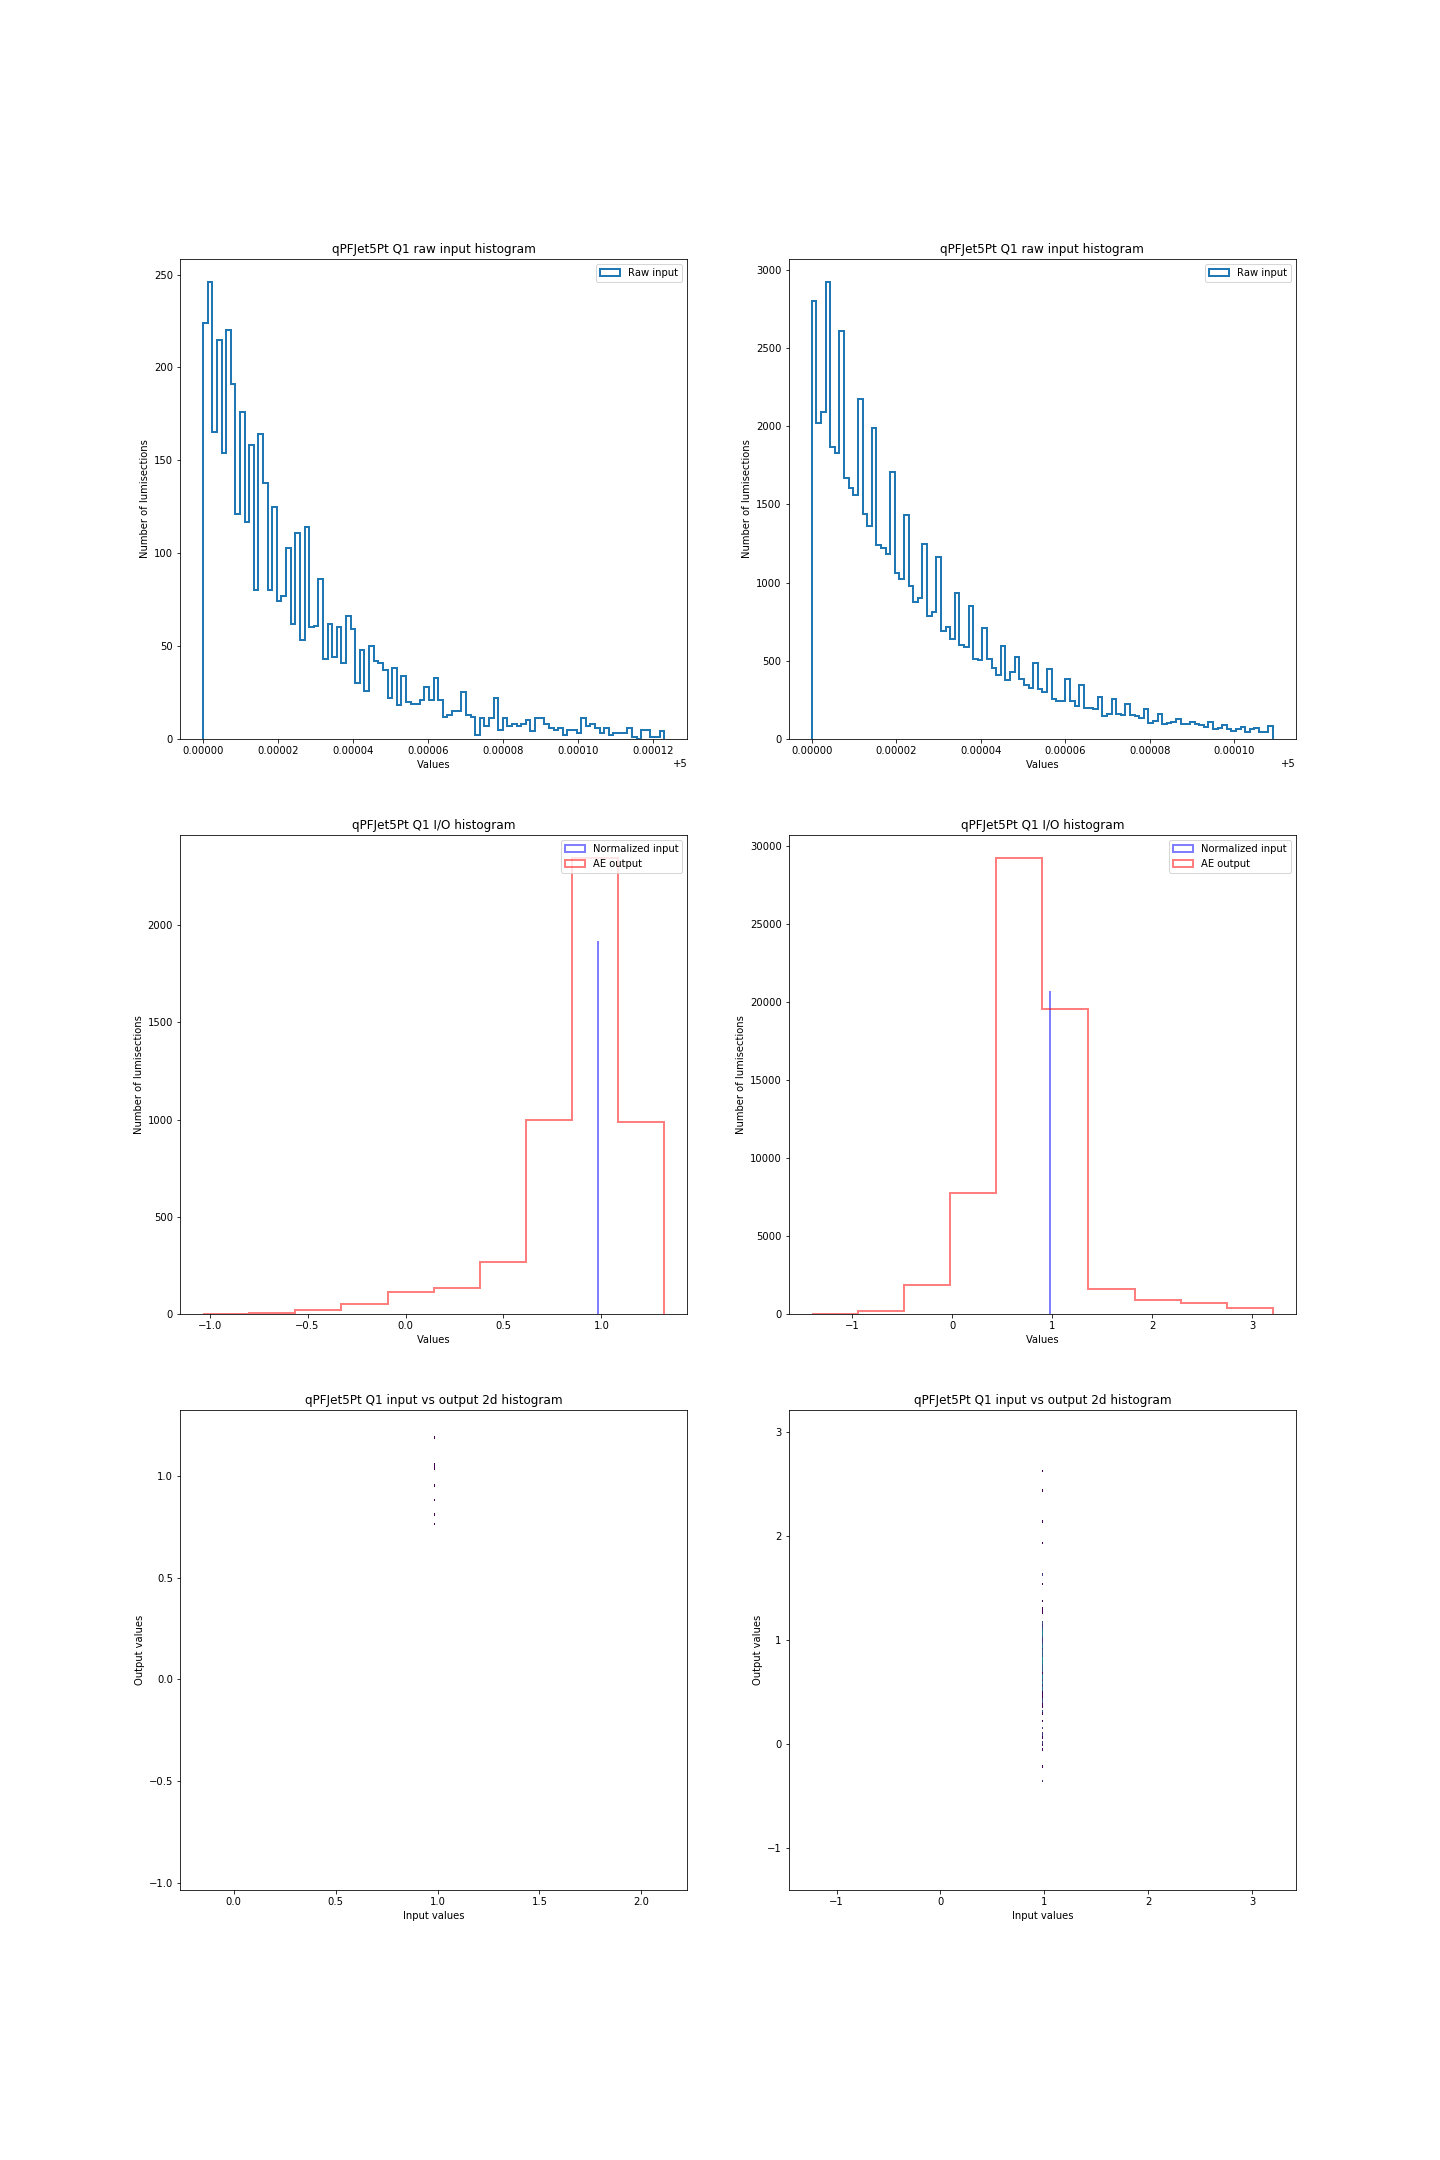 qPFJet5Pt Q1 raw input histogram
Raw input
Number of lumisections
250
200
150
100
50
0
0.00000 0.00002 0.00004 0.00006 0.00008 0.00010 0.00012
Values
+5
qPFJet5Pt Q1 raw input histogram
Raw input
Number of lumisections
3000
2500
2000
1500
1000
500
0
0.00000 0.00002 0.00004 0.00006 0.00008 0.00010
Values
+5
qPFJet5Pt Q1 I/O histogram
Normalized input
AE output
Number of lumisections
2000
1500
1000
500
0
−1.0 −0.5 0.0 0.5 1.0
Values
qPFJet5Pt Q1 I/O histogram
Normalized input
AE output
Number of lumisections
30000
25000
20000
15000
10000
5000
0
−1 0 1 2 3
Values
qPFJet5Pt Q1 input vs output 2d histogram
Output values
1.0
0.5
0.0
−0.5
−1.0
0.0 0.5 1.0 1.5 2.0
Input values
qPFJet5Pt Q1 input vs output 2d histogram
Output values
3
2
1
0
−1
−1 0 1 2 3
Input values